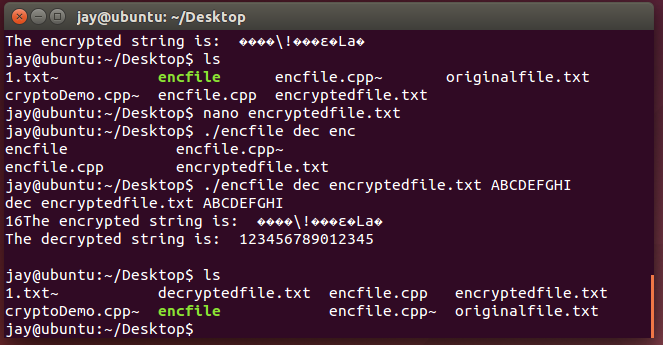 jay@ubuntu: ~/Desktop
The encrypted string is:  ����\!���ε�La�
jay@ubuntu:~/Desktop$ ls
1.txt~ encfile encfile.cpp~ originalfile.txt
cryptoDemo.cpp~ encfile.cpp encryptedfile.txt
jay@ubuntu:~/Desktop$ nano encryptedfile.txt
jay@ubuntu:~/Desktop$ ./encfile dec enc
encfile encfile.cpp~
encfile.cpp encryptedfile.txt
jay@ubuntu:~/Desktop$ ./encfile dec encryptedfile.txt ABCDEFGHI
dec encryptedfile.txt ABCDEFGHI
16The encrypted string is:  ����\!���ε�La�
The decrypted string is:  123456789012345
jay@ubuntu:~/Desktop$ ls
1.txt~ decryptedfile.txt encfile.cpp encryptedfile.txt
cryptoDemo.cpp~ encfile encfile.cpp~ originalfile.txt
jay@ubuntu:~/Desktop$